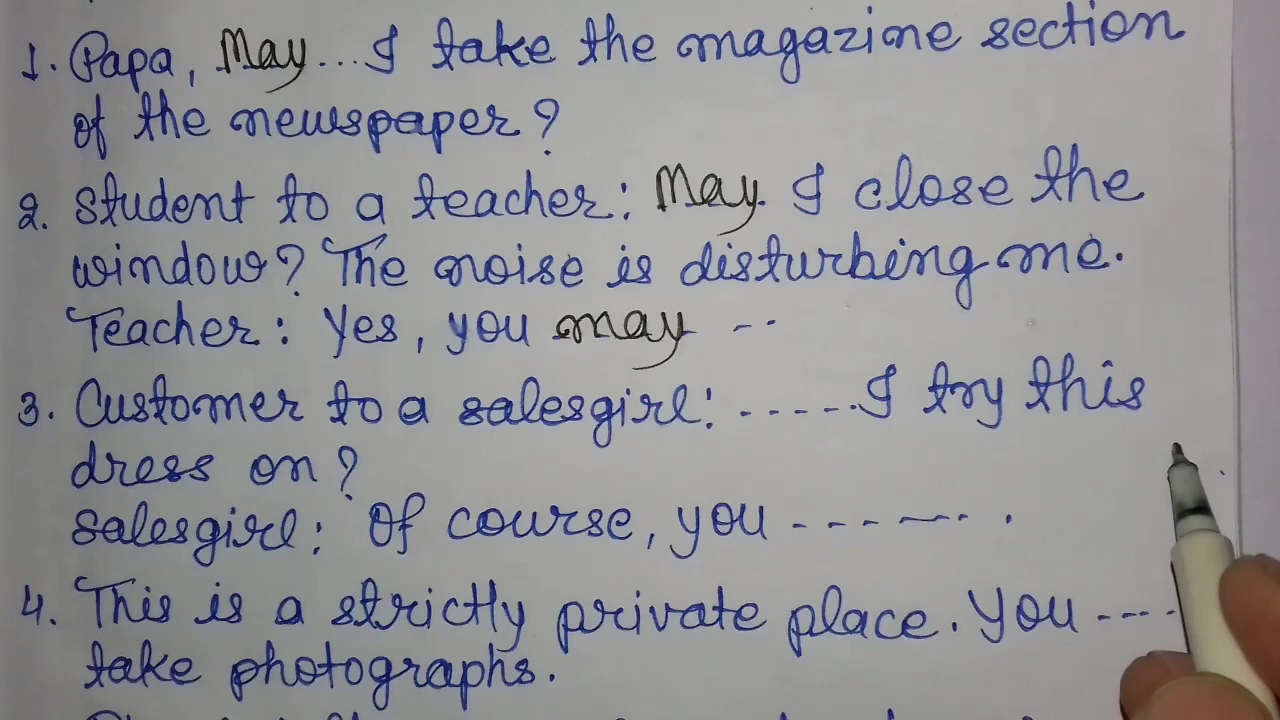 1. Papa, May...I take the magazine section
of the newspaper?
2. Student to a teacher: May. I close the
window? The noise is disturbing me.
Teacher: Yes, you may --.
3. Customer to a salesgirl: -----.I try this
dress on?
salesgirl: Of course, you ------- .
4. This is a strictly private place. You ----
take photographs.